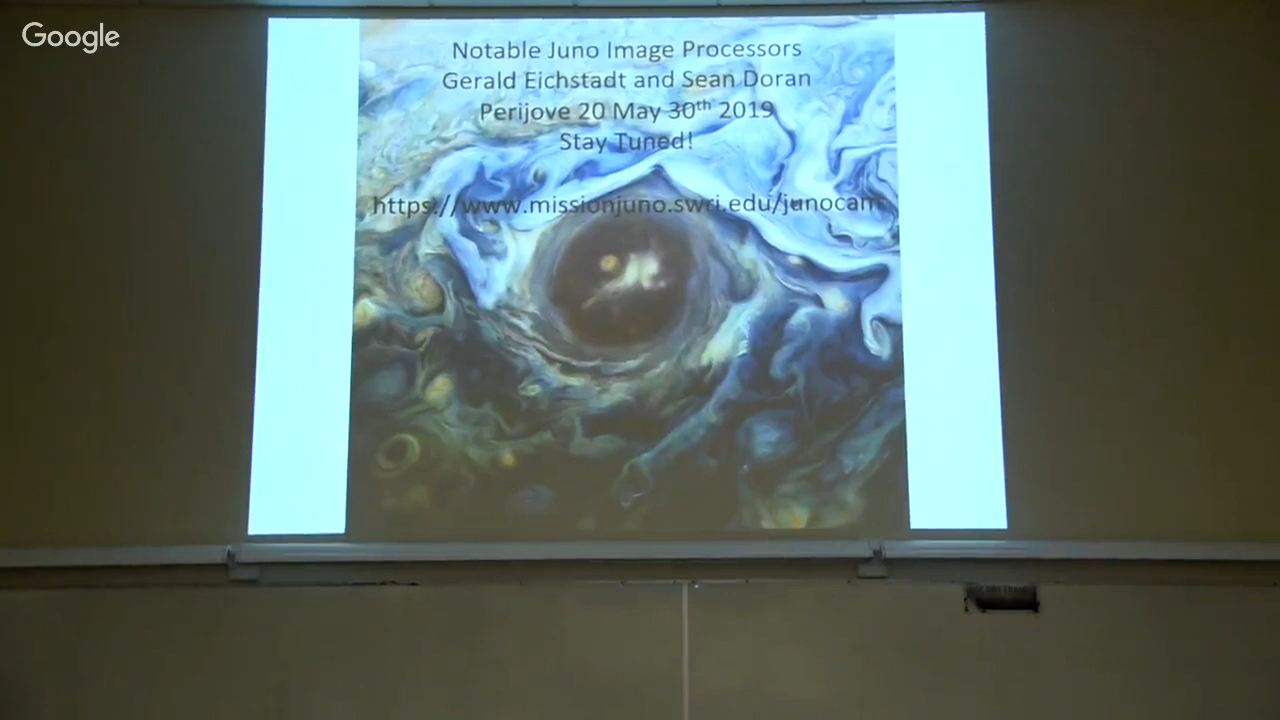 Google
Notable Juno Image Processors
Gerald Eichstadt and Sean Doran
Perijove 20 May 30th 2019
Stay Tuned!
https://www.missionjuno.swri.edu/junocam